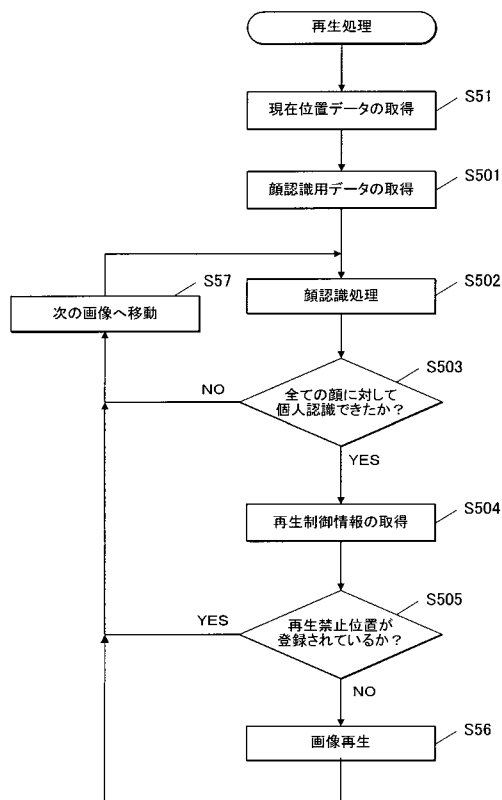 再生処理
S51
現在位置データの取得
S501
顔認識用データの取得
S57
次の画像へ移動
S502
顔認識処理
S503
全ての顔に対して
個人認識できたか？
NO
YES
S504
再生制御情報の取得
S505
再生禁止位置が
登録されているか？
YES
NO
S56
画像再生